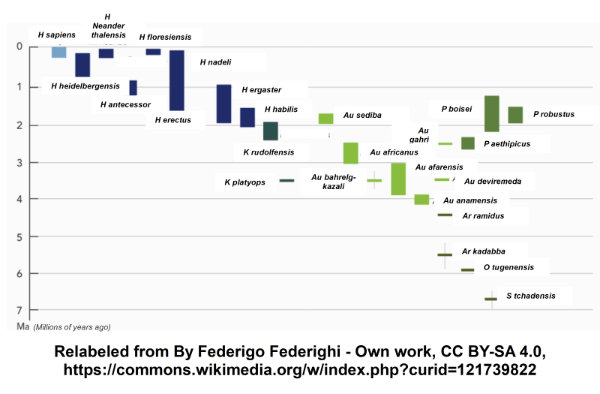 H
Neander
H sapiens
thalensis
H floresiensis
0
H nadeli
H heidelbergensis
1
H ergaster
H antecessor
H habilis
P boisei
H erectus
Au sediba
P robustus
2
Au
gahri
P aethipicus
K rudolfensis
Au africanus
3
Au afarensis
K platyops
Au bahrelg-
kazali
Au deviremeda
4
Au anamensis
Ar ramidus
5
Ar kadabba
O tugenensis
6
S tchadensis
7
Ma (Millions of years ago)
Relabeled from By Federigo Federighi - Own work, CC BY-SA 4.0,
https://commons.wikimedia.org/w/index.php?curid=121739822